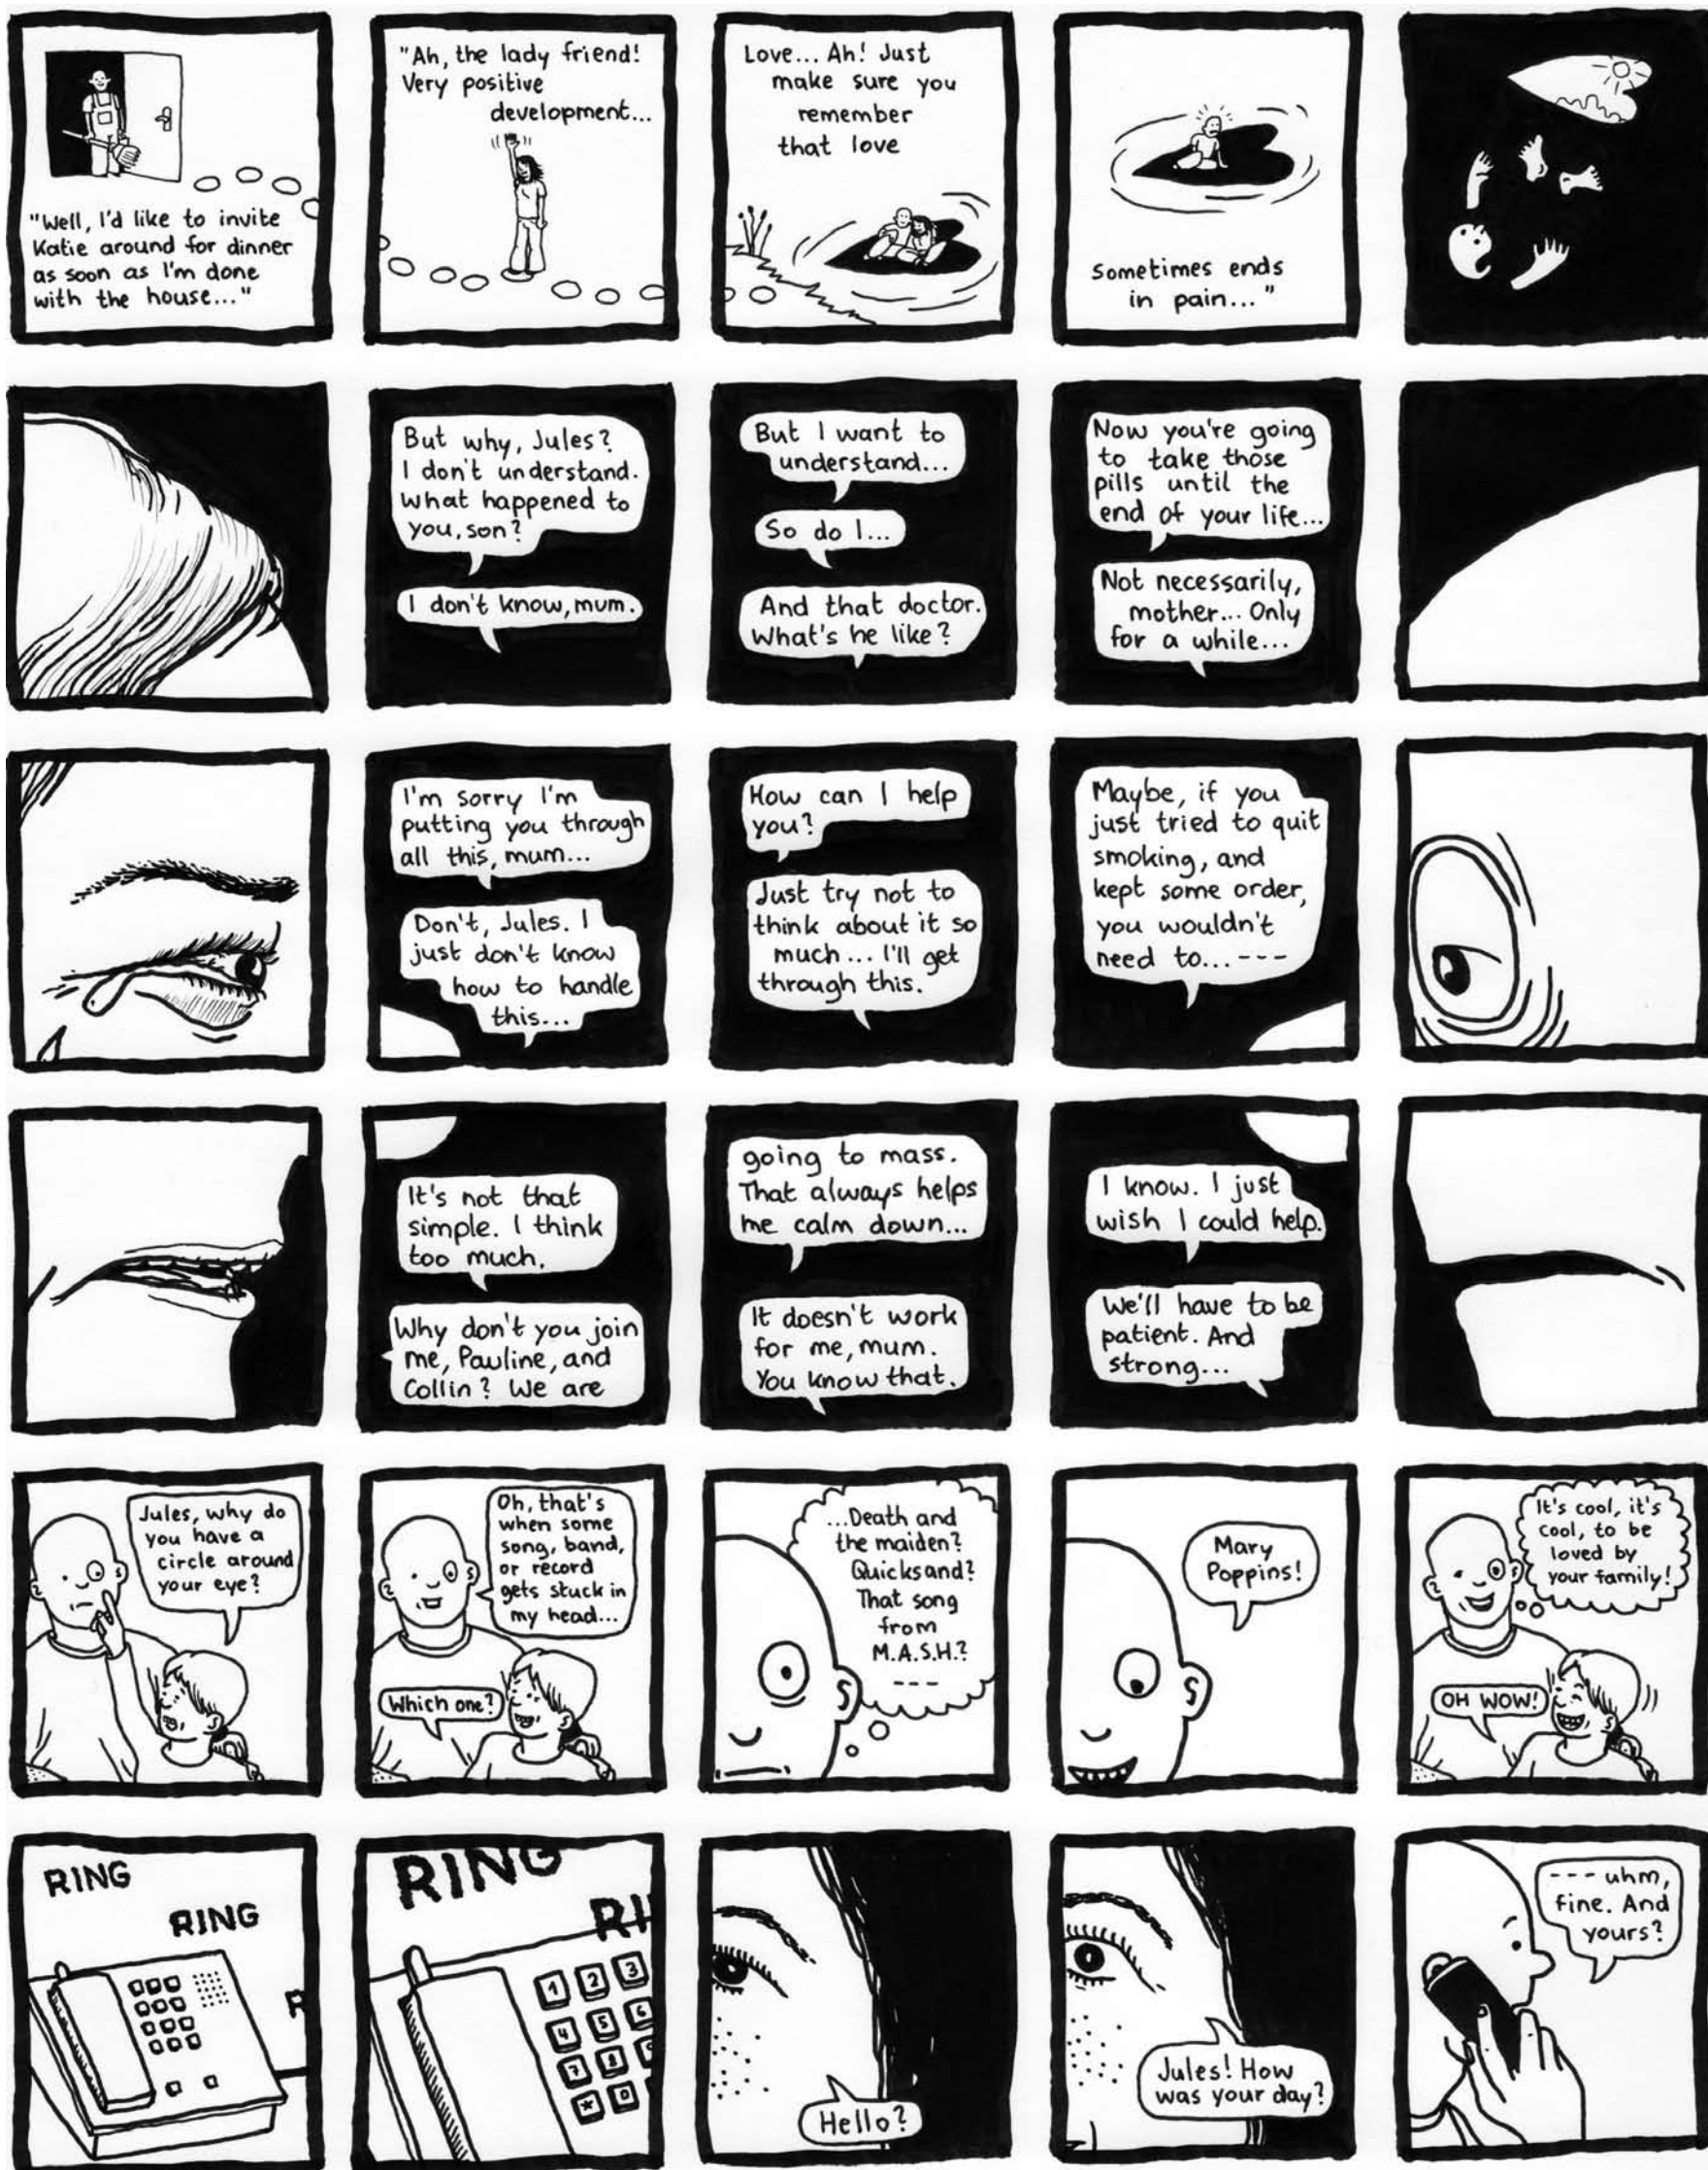 "Well, I'd like to invite
Katie around for dinner
as soon as I'm done
with the house..."
"Ah, the lady friend!
Very positive
development...
Love... Ah! Just
make sure you
remember
that love
sometimes ends
in pain..."
But why, Jules?
I don't understand.
What happened to
you, son?
I don't know, mum.
But I want to
understand...
So do I...
And that doctor.
What's he like?
Now you're going
to take those
pills until the
end of your life...
Not necessarily,
mother... Only
for a while...
I'm sorry I'm
putting you through
all this, mum...
Don't, Jules. I
just don't know
how to handle
this...
How can I help
you?
Just try not to
think about it so
much... I'll get
through this.
Maybe, if you
just tried to quit
smoking, and
kept some order,
you wouldn't
need to...---
It's not that
simple. I think
too much.
Why don't you join
me, Pauline, and
Collin? We are
going to mass.
That always helps
me calm down...
It doesn't work
for me, mum.
You know that.
I know. I just
wish I could help.
We'll have to be
patient. And
strong...
Jules, why do
you have a
circle around
your eye?
Oh, that's
when some
song, band,
or record
gets stuck in
my head...
Which one?
...Death and
the maiden?
Quicksand?
That song
from
M.A.S.H.?
---
Mary
Poppins!
It's cool, it's
cool, to be
loved by
your family!
OH WOW!
RING
RING
R
RING
RI
1 2 3
4 5 6
7 8 9
* 0
Hello?
Jules! How
was your day?
--- uhm,
fine. And
yours?